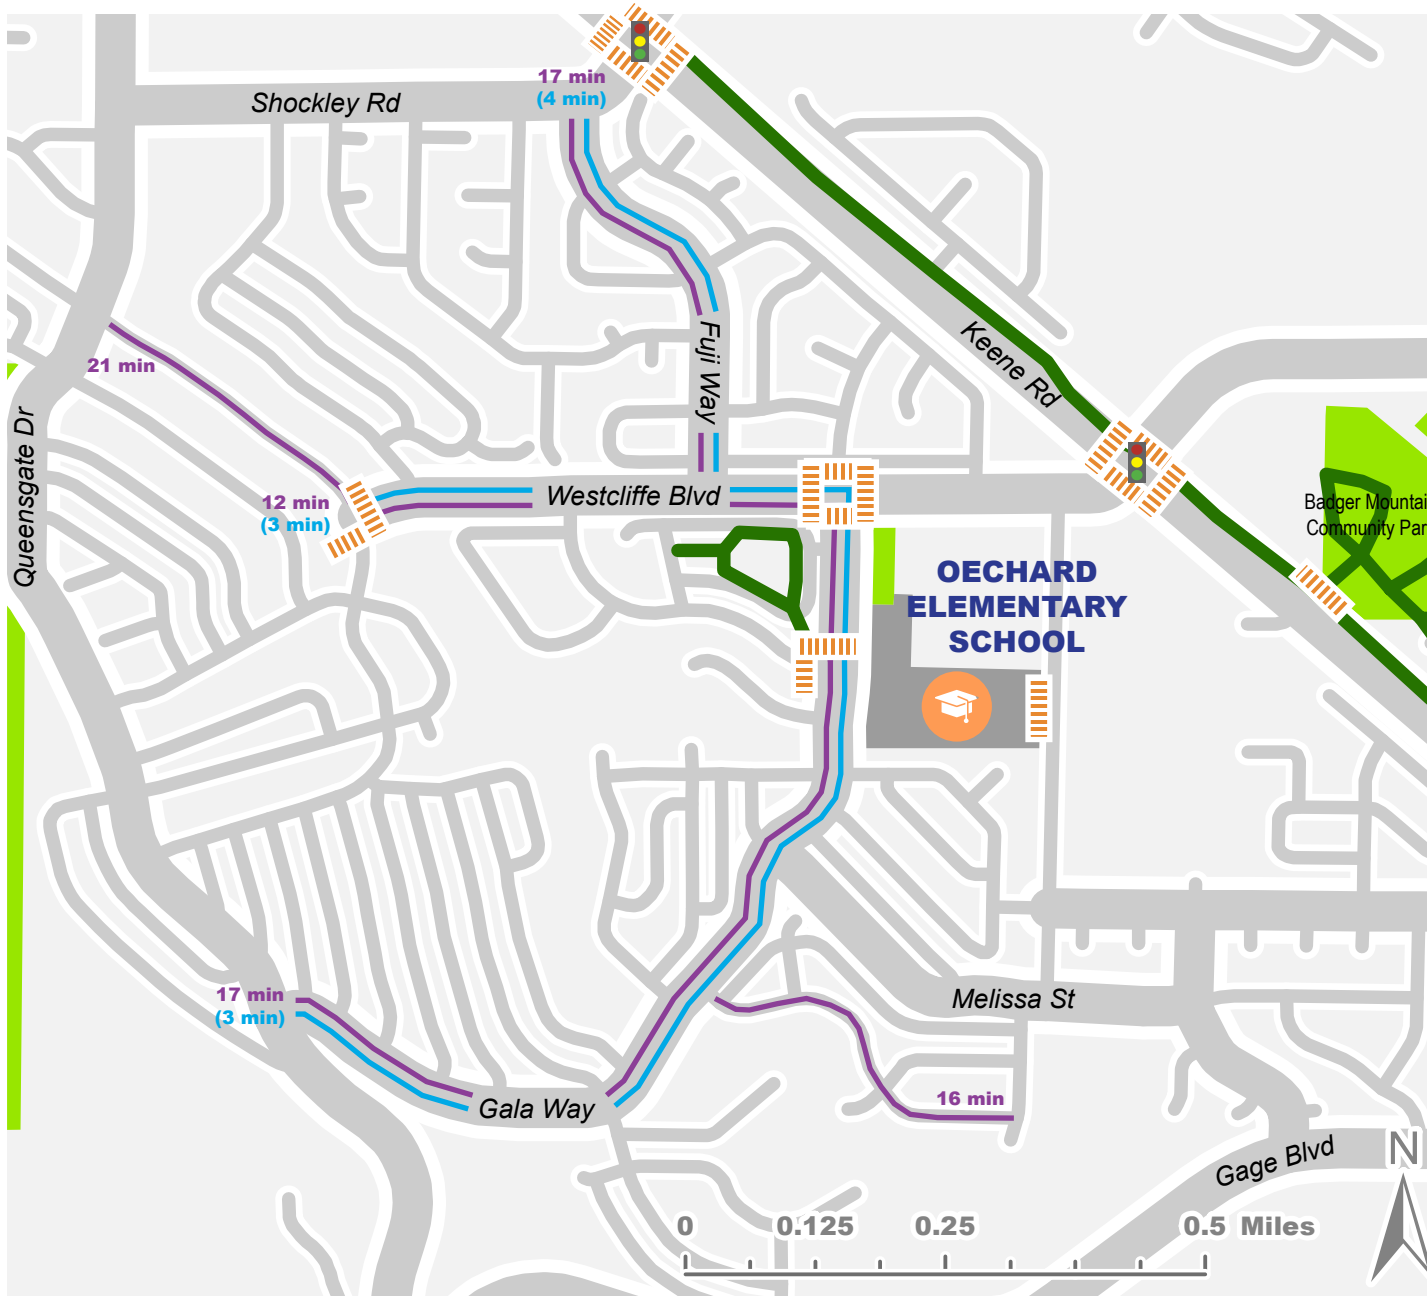 17 min
(4 min)
Shockley Rd
Keene Rd
Fuji Way
21 min
Queensgate Dr
12 min
(3 min)
Westcliffe Blvd
Badger Mountai
Community Par
OECHARD
ELEMENTARY
SCHOOL
17 min
(3 min)
Melissa St
16 min
Gala Way
Gage Blvd
N
0 0.125 0.25 0.5 Miles